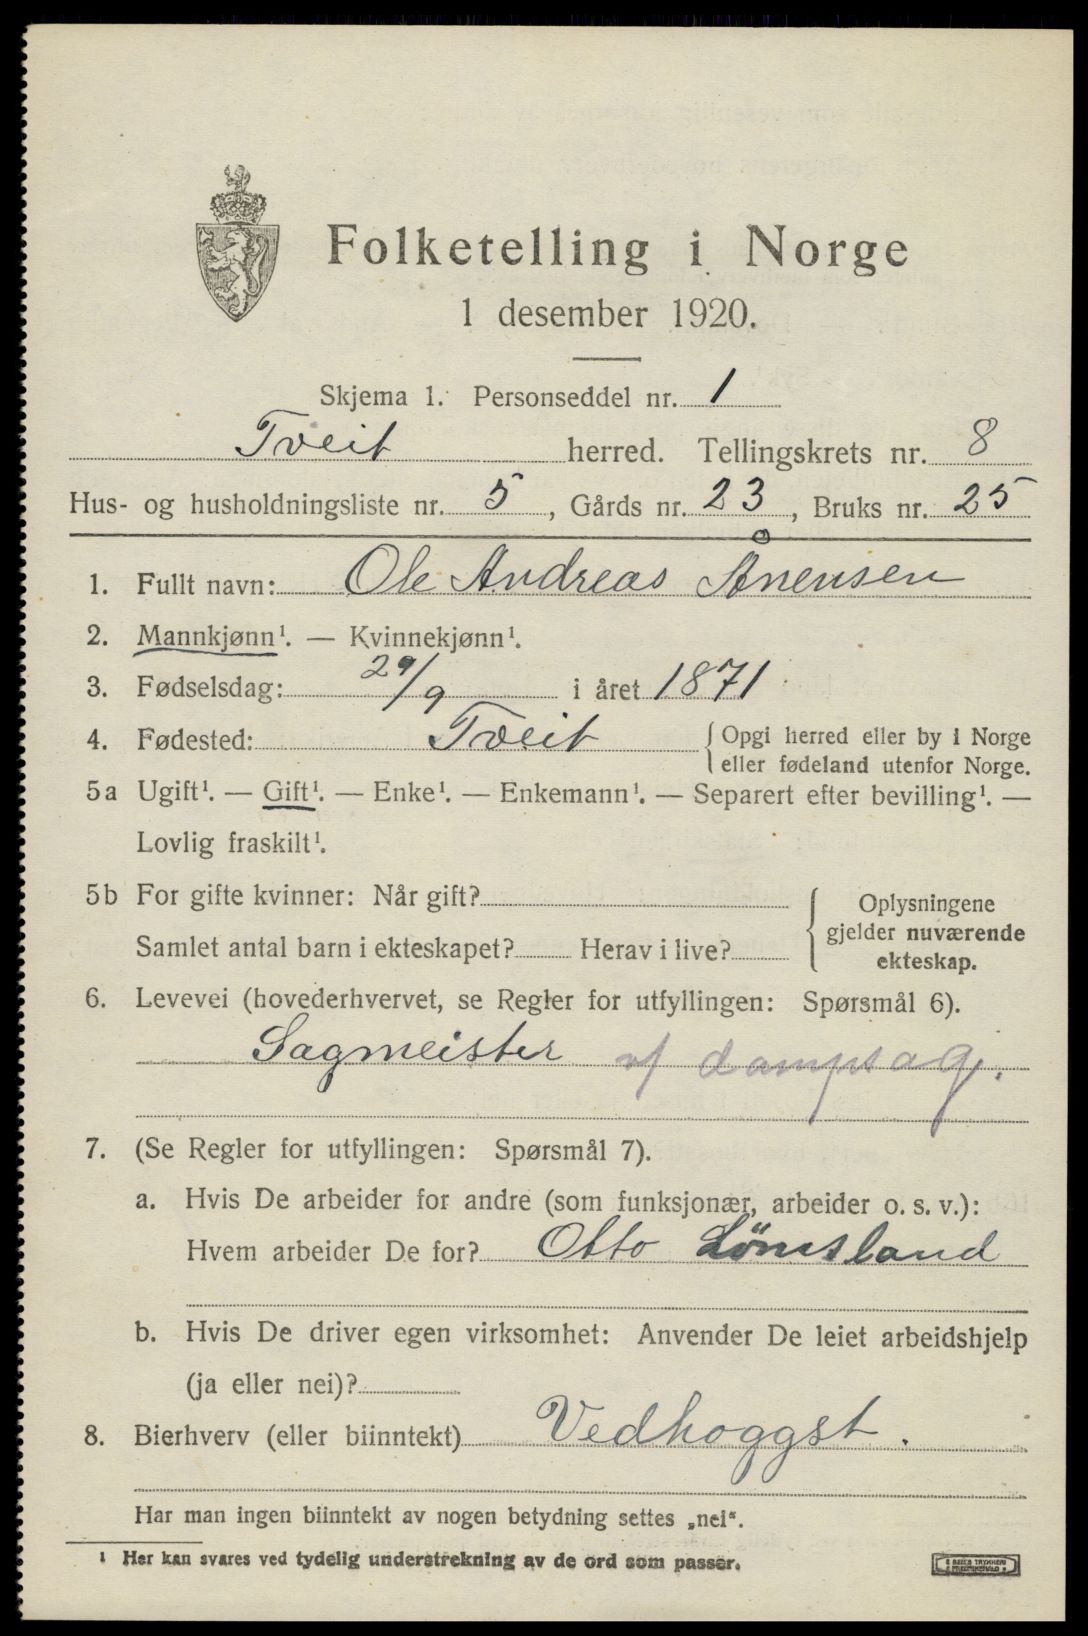 Folketelling i Norge
1 desember 1920.
Skjema 1. Personseddel nr. 1
Tveit herred. Tellingskrets nr. 8
Hus- og husholdningsliste nr. 5, Gårds nr. 23, Bruks nr. 25
1. Fullt navn: Ole Andreas Ånensen
2. Mannkjønn¹. — Kvinnekjønn¹.
3. Fødselsdag: 29/9 i året 1871
4. Fødested: Tveit { Opgi herred eller by i Norge
eller fødeland utenfor Norge.
5a Ugift¹. — Gift¹. — Enke¹. — Enkemann¹. — Separert efter bevilling¹. —
Lovlig fraskilt¹.
5b For gifte kvinner: Når gift?
Samlet antal barn i ekteskapet? Herav i live?
{ Oplysningene
gjelder nuværende
ekteskap.
6. Levevei (hovederhvervet, se Regler for utfyllingen: Spørsmål 6).
Sagmeister v/ dampsag.
7. (Se Regler for utfyllingen: Spørsmål 7).
a. Hvis De arbeider for andre (som funksjonær, arbeider o. s. v.):
Hvem arbeider De for? Otto Lömsland
b. Hvis De driver egen virksomhet: Anvender De leiet arbeidshjelp
(ja eller nei)?
8. Bierhverv (eller biinntekt) Vedhoggst.
Har man ingen biinntekt av nogen betydning settes „nei“.
¹ Her kan svares ved tydelig understrekning av de ord som passer.